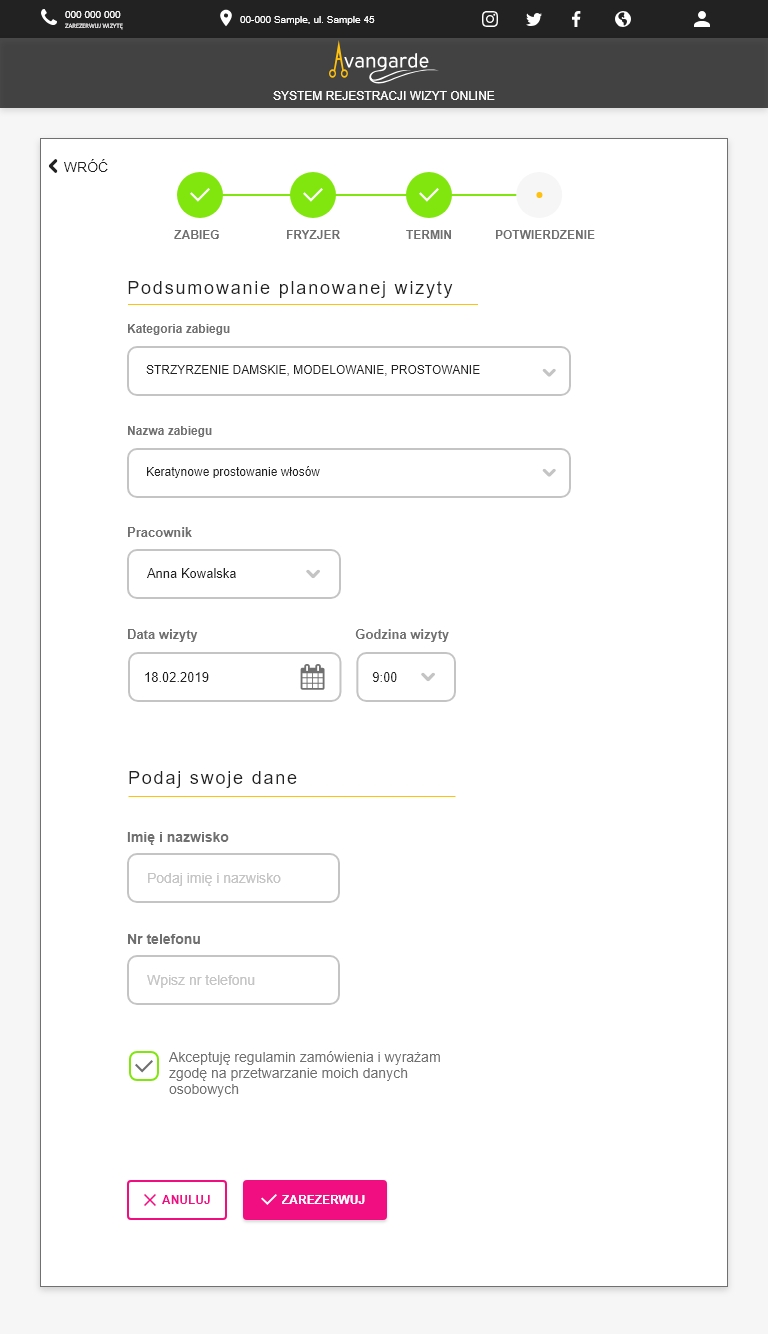 000 000 000
ZAREZERWUJ WIZYTĘ
00-000 Sample, ul. Sample 45
Avangarde
SYSTEM REJESTRACJI WIZYT ONLINE
WRÓĆ
ZABIEG
FRYZJER
TERMIN
POTWIERDZENIE
Podsumowanie planowanej wizyty
Kategoria zabiegu
STRZYRZENIE DAMSKIE, MODELOWANIE, PROSTOWANIE
Nazwa zabiegu
Keratynowe prostowanie włosów
Pracownik
Anna Kowalska
Data wizyty
Godzina wizyty
18.02.2019
9:00
Podaj swoje dane
Imię i nazwisko
Podaj imię i nazwisko
Nr telefonu
Wpisz nr telefonu
Akceptuję regulamin zamówienia i wyrażam
zgodę na przetwarzanie moich danych
osobowych
ANULUJ
ZAREZERWUJ